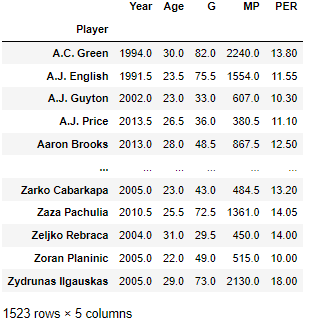 Year Age G MP PER
Player
A.C. Green 1994.0 30.0 82.0 2240.0 13.80
A.J. English 1991.5 23.5 75.5 1554.0 11.55
A.J. Guyton 2002.0 23.0 33.0 607.0 10.30
A.J. Price 2013.5 26.5 36.0 380.5 11.10
Aaron Brooks 2013.0 28.0 48.5 867.5 12.50
... ... ... ... ... ...
Zarko Cabarkapa 2005.0 23.0 43.0 484.5 13.20
Zaza Pachulia 2010.5 25.5 72.5 1361.0 14.05
Zeljko Rebraca 2004.0 31.0 29.5 450.0 14.00
Zoran Planinic 2005.0 22.0 49.0 515.0 10.00
Zydrunas Ilgauskas 2005.0 29.0 73.0 2130.0 18.00
1523 rows × 5 columns